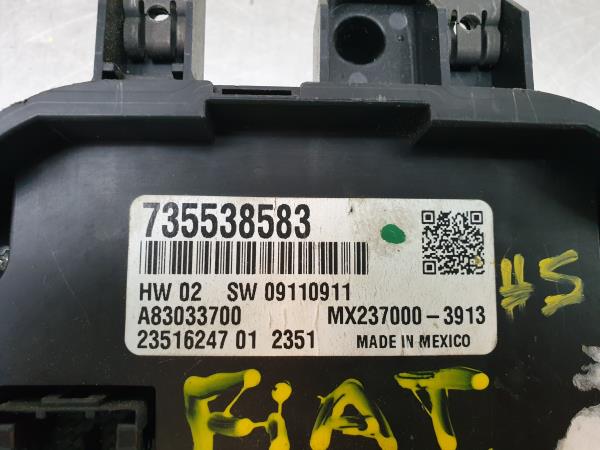 735538583
HW 02 SW 09110911
A83033700 MX237000-3913
23516247 01 2351 MADE IN MEXICO
#5
FIAT